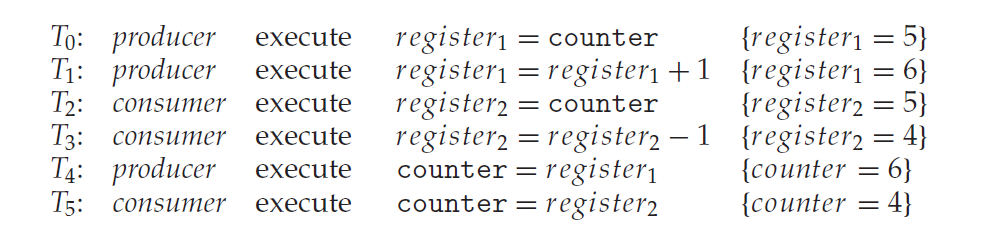 T₀: producer execute register₁ = counter {register₁ = 5}
T₁: producer execute register₁ = register₁ + 1 {register₁ = 6}
T₂: consumer execute register₂ = counter {register₂ = 5}
T₃: consumer execute register₂ = register₂ − 1 {register₂ = 4}
T₄: producer execute counter = register₁ {counter = 6}
T₅: consumer execute counter = register₂ {counter = 4}